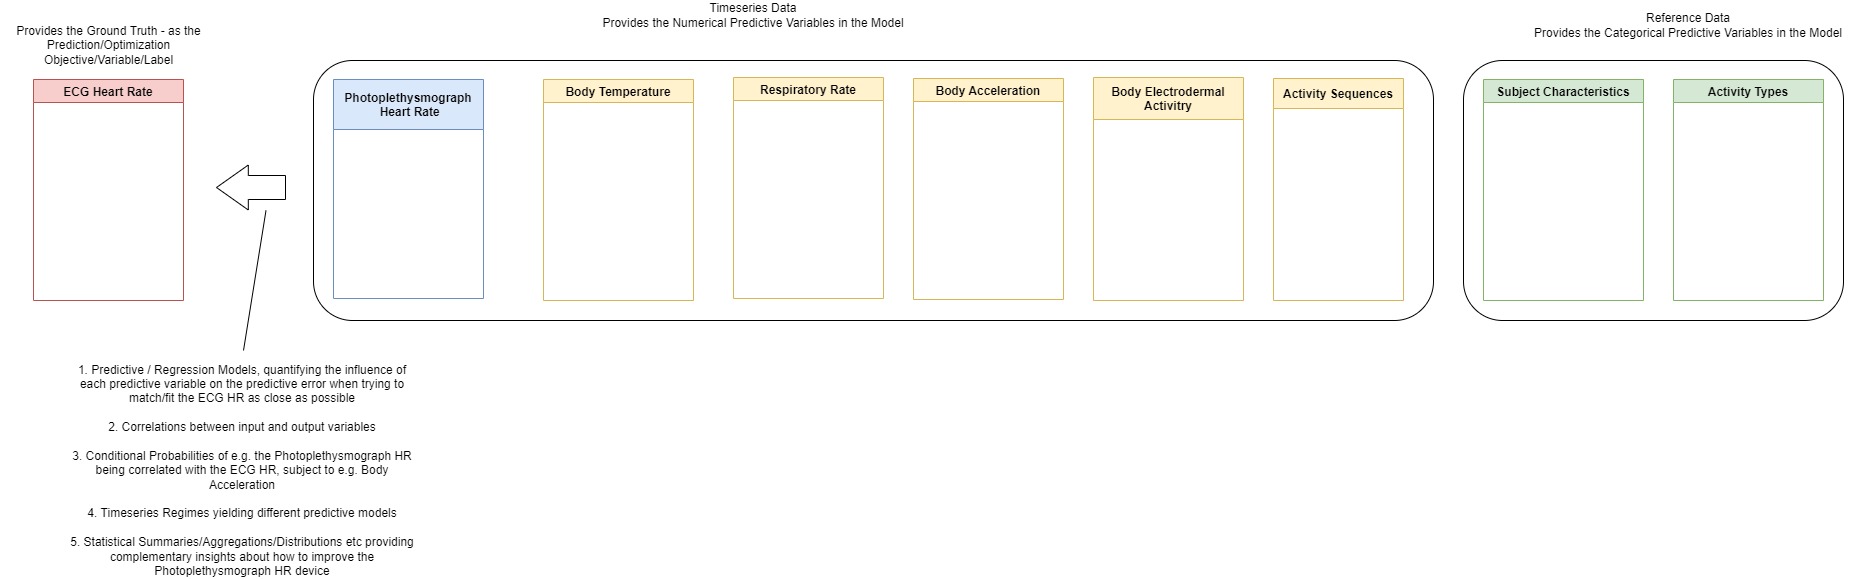 Timeseries Data
Provides the Numerical Predictive Variables in the Model
Reference Data
Provides the Categorical Predictive Variables in the Model
Provides the Ground Truth - as the
Prediction/Optimization
Objective/Variable/Label
ECG Heart Rate
Photoplethysmograph
Heart Rate
Body Temperature
Respiratory Rate
Body Acceleration
Body Electrodermal
Activitry
Activity Sequences
Subject Characteristics
Activity Types
1. Predictive / Regression Models, quantifying the influence of
each predictive variable on the predictive error when trying to
match/fit the ECG HR as close as possible
2. Correlations between input and output variables
3. Conditional Probabilities of e.g. the Photoplethysmograph HR
being correlated with the ECG HR, subject to e.g. Body
Acceleration
4. Timeseries Regimes yielding different predictive models
5. Statistical Summaries/Aggregations/Distributions etc providing
complementary insights about how to improve the
Photoplethysmograph HR device